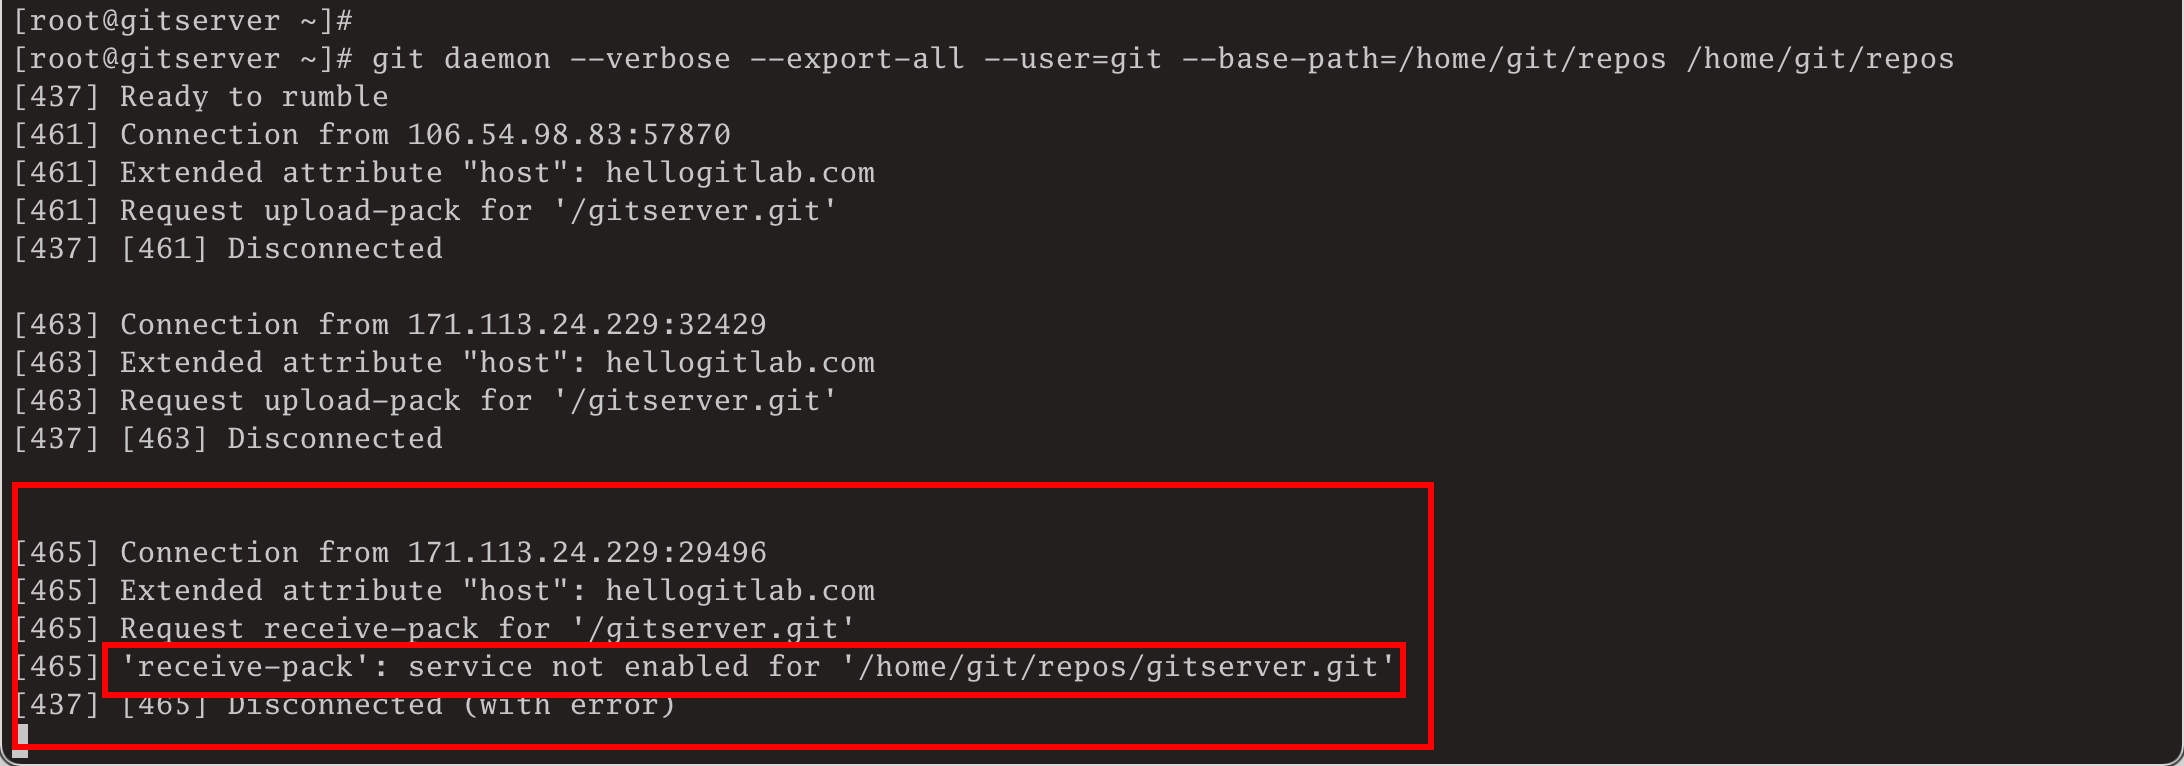 [root@gitserver ~]#
[root@gitserver ~]# git daemon --verbose --export-all --user=git --base-path=/home/git/repos /home/git/repos
[437] Ready to rumble
[461] Connection from 106.54.98.83:57870
[461] Extended attribute "host": hellogitlab.com
[461] Request upload-pack for '/gitserver.git'
[437] [461] Disconnected
[463] Connection from 171.113.24.229:32429
[463] Extended attribute "host": hellogitlab.com
[463] Request upload-pack for '/gitserver.git'
[437] [463] Disconnected
[465] Connection from 171.113.24.229:29496
[465] Extended attribute "host": hellogitlab.com
[465] Request receive-pack for '/gitserver.git'
[465] 'receive-pack': service not enabled for '/home/git/repos/gitserver.git'
[437] [465] Disconnected (with error)